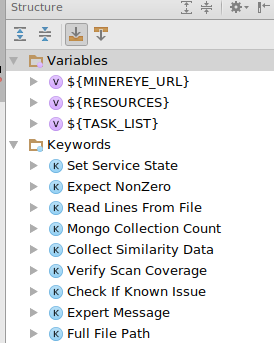 Structure
Variables
${MINEREYE_URL}
${RESOURCES}
${TASK_LIST}
Keywords
Set Service State
Expect NonZero
Read Lines From File
Mongo Collection Count
Collect Similarity Data
Verify Scan Coverage
Check If Known Issue
Expert Message
Full File Path